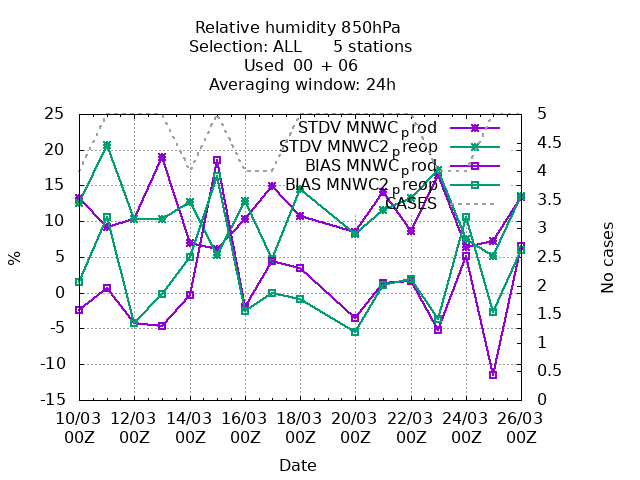 Relative humidity 850hPa
Selection: ALL 5 stations
Used 00 + 06
Averaging window: 24h
STDV MNWC_prod
STDV MNWC2_preop
BIAS MNWC_prod
BIAS MNWC2_preop
CASES
25
20
15
10
5
0
-5
-10
-15
%
5
4.5
4
3.5
3
2.5
2
1.5
1
0.5
0
No cases
10/03 12/03 14/03 16/03 18/03 20/03 22/03 24/03 26/03
00Z 00Z 00Z 00Z 00Z 00Z 00Z 00Z 00Z
Date